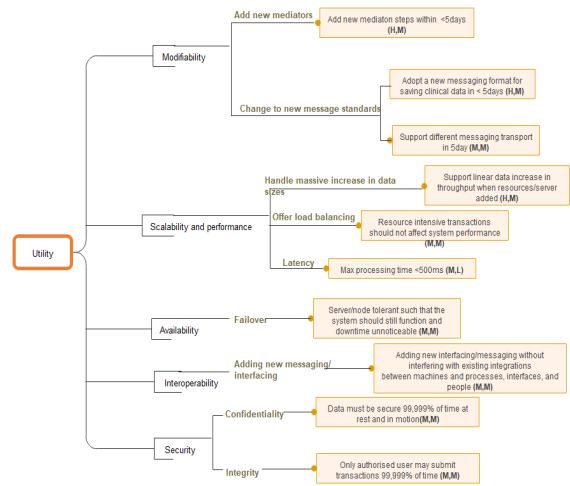 Add new mediators
Add new mediaton steps within <5days
(H,M)
Modifiability
Adopt a new messaging format for
saving clinical data in < 5days (H,M)
Change to new message standards
Support different messaging transport
in 5day (M,M)
Handle massive increase in data
sizes
Support linear data increase in
throughput when resources/server
added (H,M)
Offer load balancing
Resource intensive transactions
should not affect system performance
(M,M)
Scalability and performance
Utility
Latency
Max processing time <500ms (M,L)
Server/node tolerant such that the
system should still function and
downtime unnoticeable (M,M)
Failover
Availability
Adding new messaging/
interfacing
Adding new interfacing/messaging without
interfering with existing integrations
between machines and processes, interfaces, and
people (M,M)
Interoperability
Confidentiality
Data must be secure 99,999% of time at
rest and in motion(M,M)
Security
Integrity
Only authorised user may submit
transactions 99,999% of time (M,M)